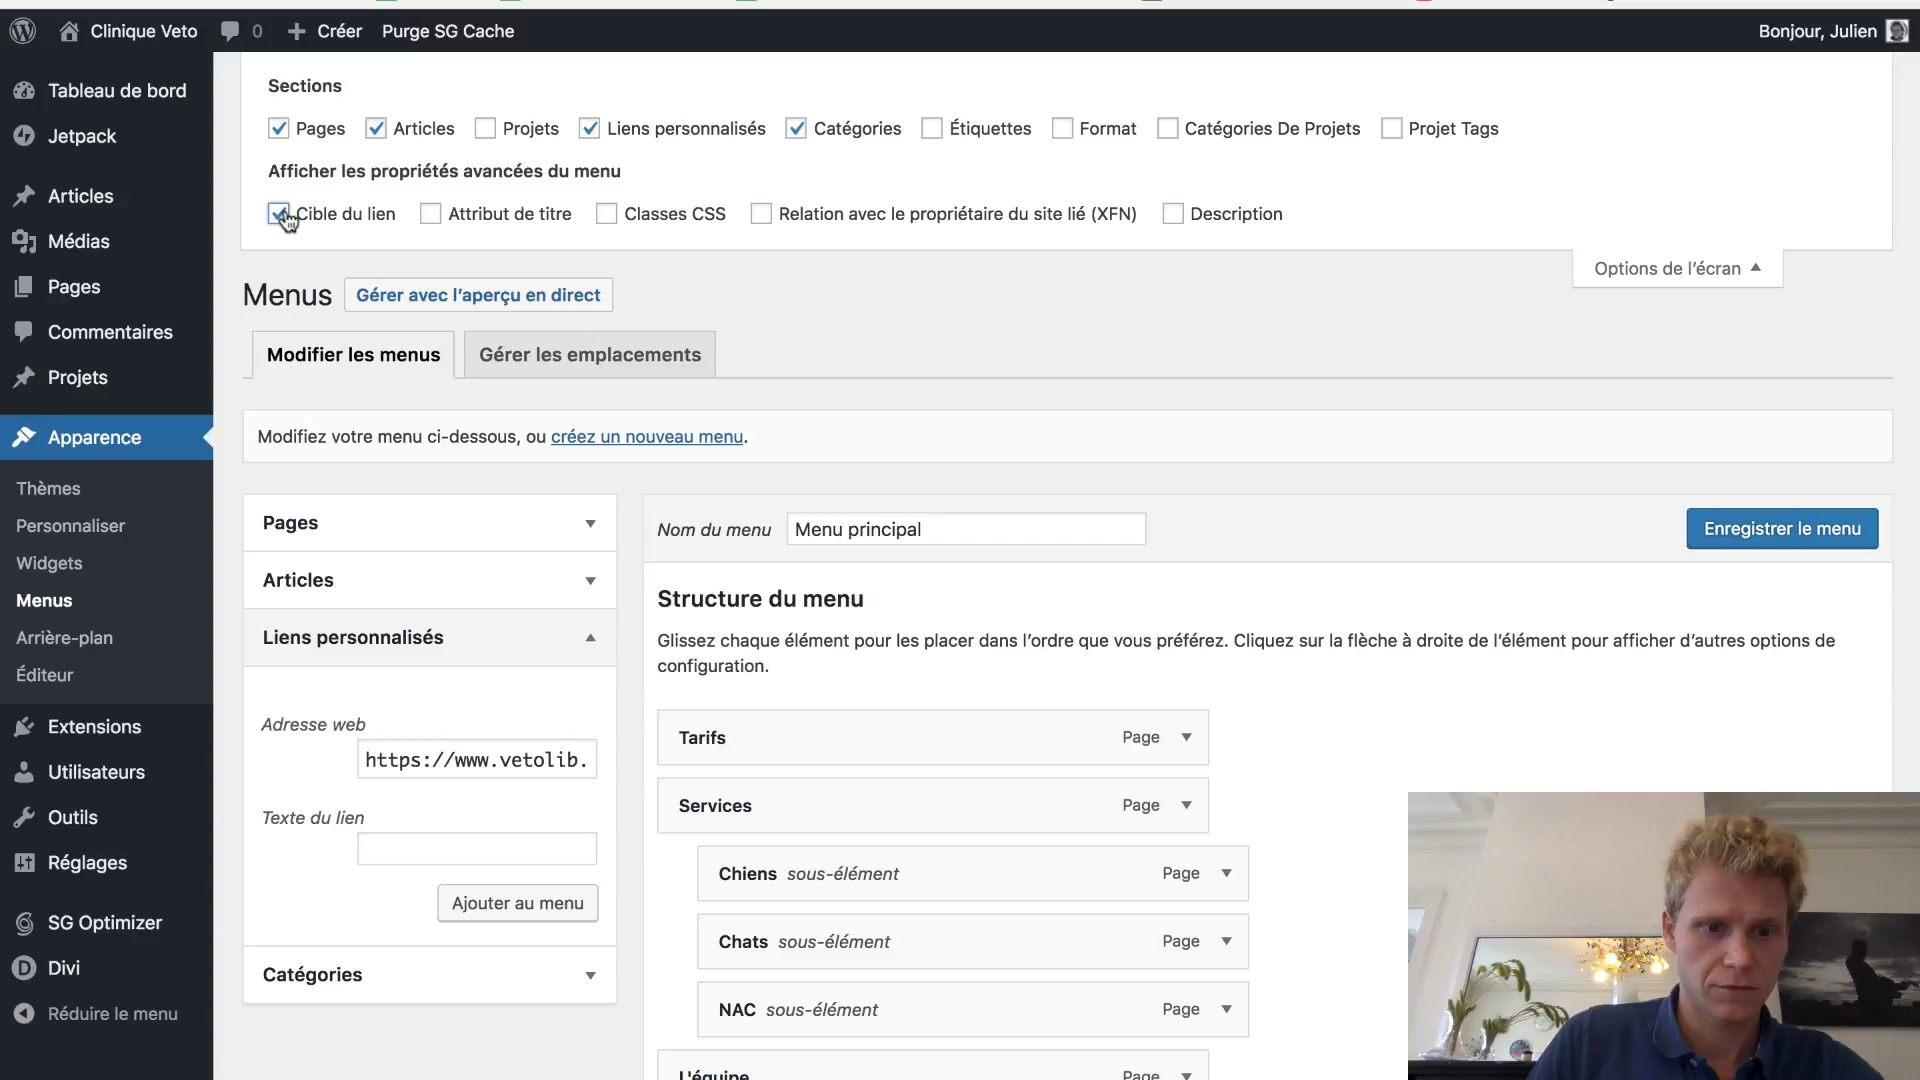 Clinique Veto 0 Créer Purge SG Cache Bonjour, Julien
Tableau de bord
Jetpack
Articles
Médias
Pages
Commentaires
Projets
Apparence
Thèmes
Personnaliser
Widgets
Menus
Arrière-plan
Éditeur
Extensions
Utilisateurs
Outils
Réglages
SG Optimizer
Divi
Réduire le menu
Sections
Pages Articles Projets Liens personnalisés Catégories Étiquettes Format Catégories De Projets Projet Tags
Afficher les propriétés avancées du menu
Cible du lien Attribut de titre Classes CSS Relation avec le propriétaire du site lié (XFN) Description
Options de l'écran
Menus Gérer avec l'aperçu en direct
Modifier les menus Gérer les emplacements
Modifiez votre menu ci-dessous, ou créez un nouveau menu.
Pages
Articles
Liens personnalisés
Adresse web
https://www.vetolib.
Texte du lien
Ajouter au menu
Catégories
Nom du menu Menu principal Enregistrer le menu
Structure du menu
Glissez chaque élément pour les placer dans l'ordre que vous préférez. Cliquez sur la flèche à droite de l'élément pour afficher d'autres options de
configuration.
Tarifs Page
Services Page
Chiens sous-élément Page
Chats sous-élément Page
NAC sous-élément Page
L'équipe Page